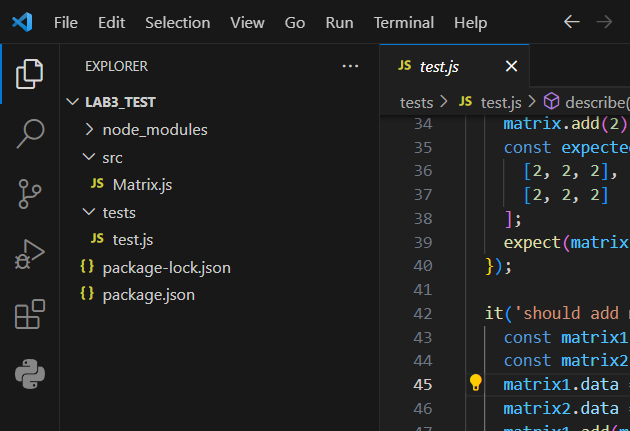 File Edit Selection View Go Run Terminal Help
EXPLORER
LAB3_TEST
node_modules
src
JS Matrix.js
tests
JS test.js
{} package-lock.json
{} package.json
JS test.js
tests > JS test.js > describe(
34 matrix.add(2)
35 const expected
36 [2, 2, 2],
37 [2, 2, 2]
38 ];
39 expect(matrix
40 });
41
42 it('should add
43 const matrix1
44 const matrix2
45 matrix1.data =
46 matrix2.data =
47 matrix1.add(m